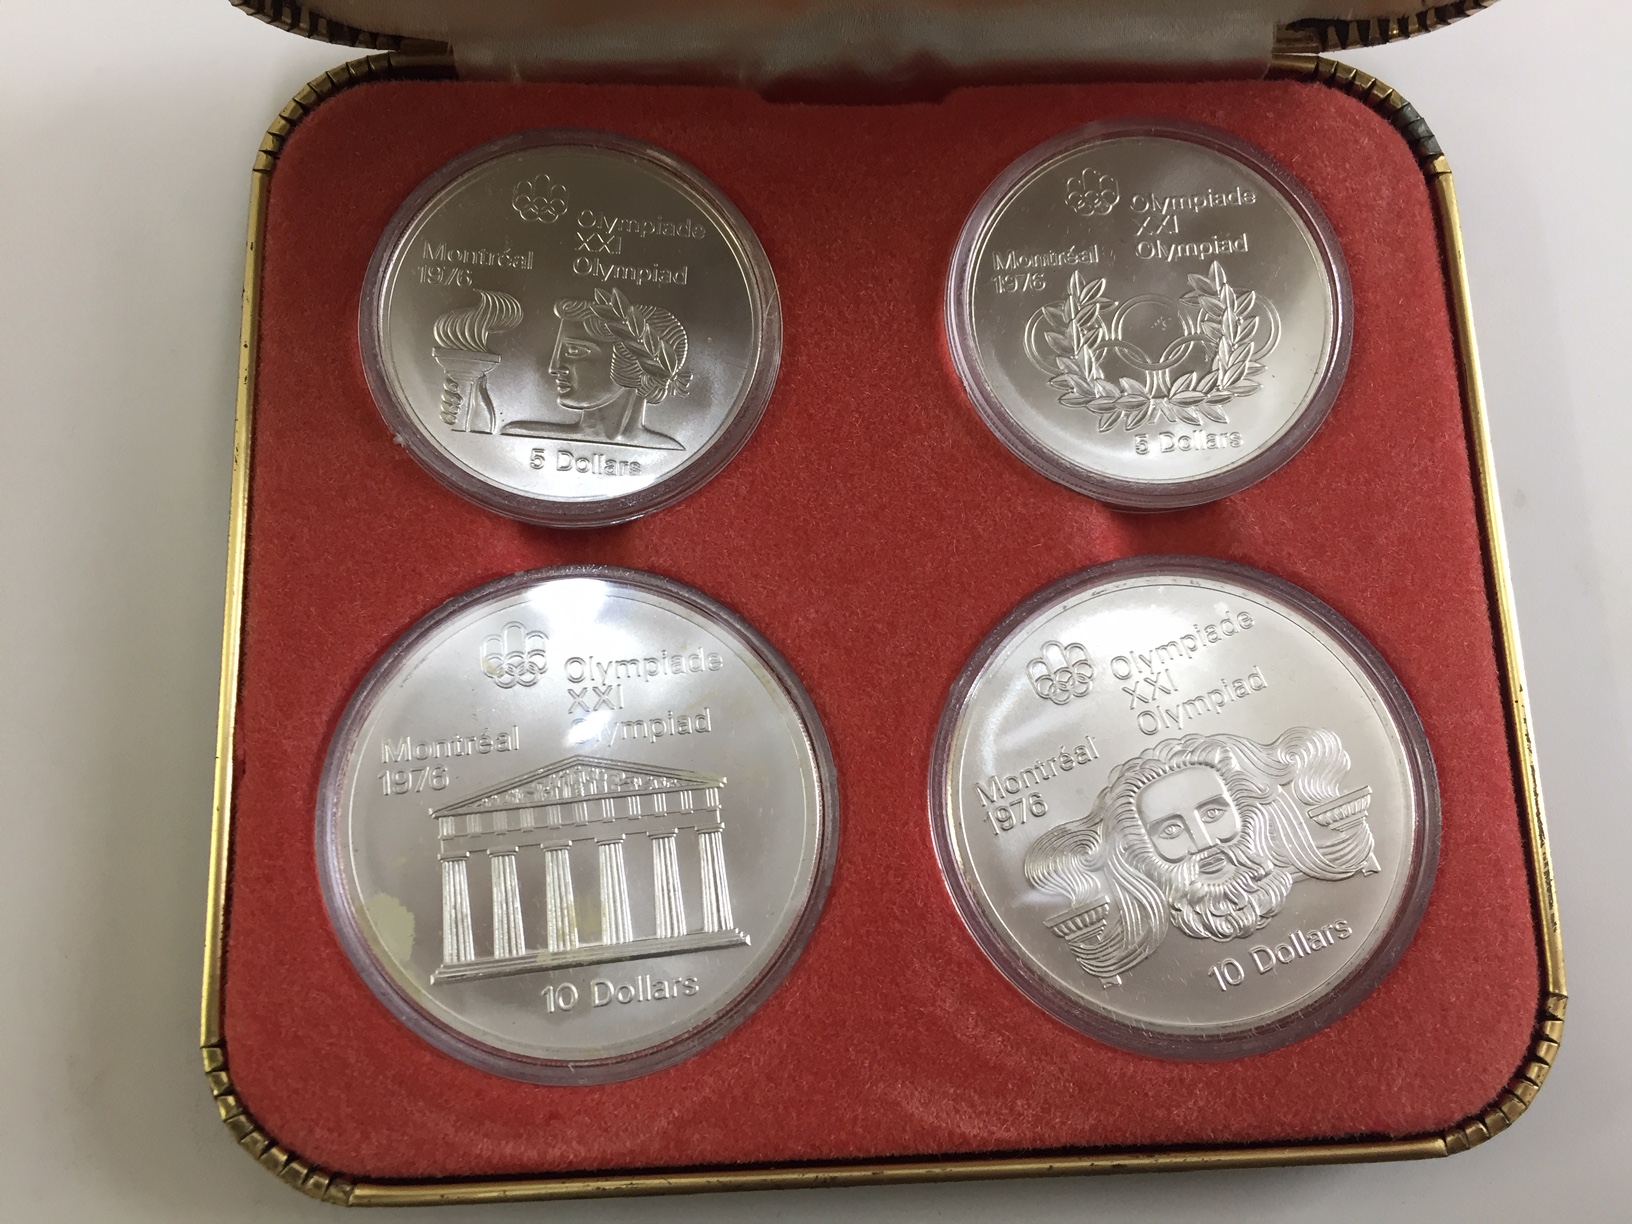 Olympiade
XXI
Olympiad
Montréal
1976
5 Dollars
Olympiade
XXI
Olympiad
Montréal
1976
5 Dollars
Olympiade
XXI
Olympiad
Montréal
1976
10 Dollars
Olympiade
XXI
Olympiad
Montréal
1976
10 Dollars